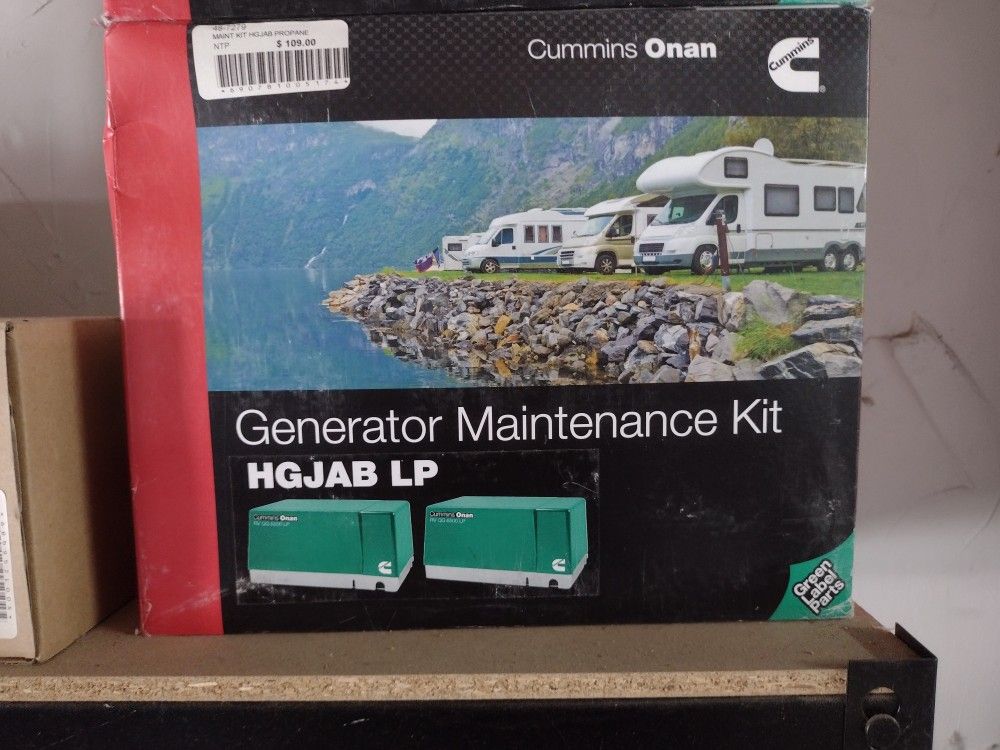 48-7279
MAINT KIT HGJAB PROPANE
NTP $ 109.00
*690781005174*
Cummins Onan
Cummins
Generator Maintenance Kit
HGJAB LP
Cummins Onan
Cummins Onan
Green
Label
Parts